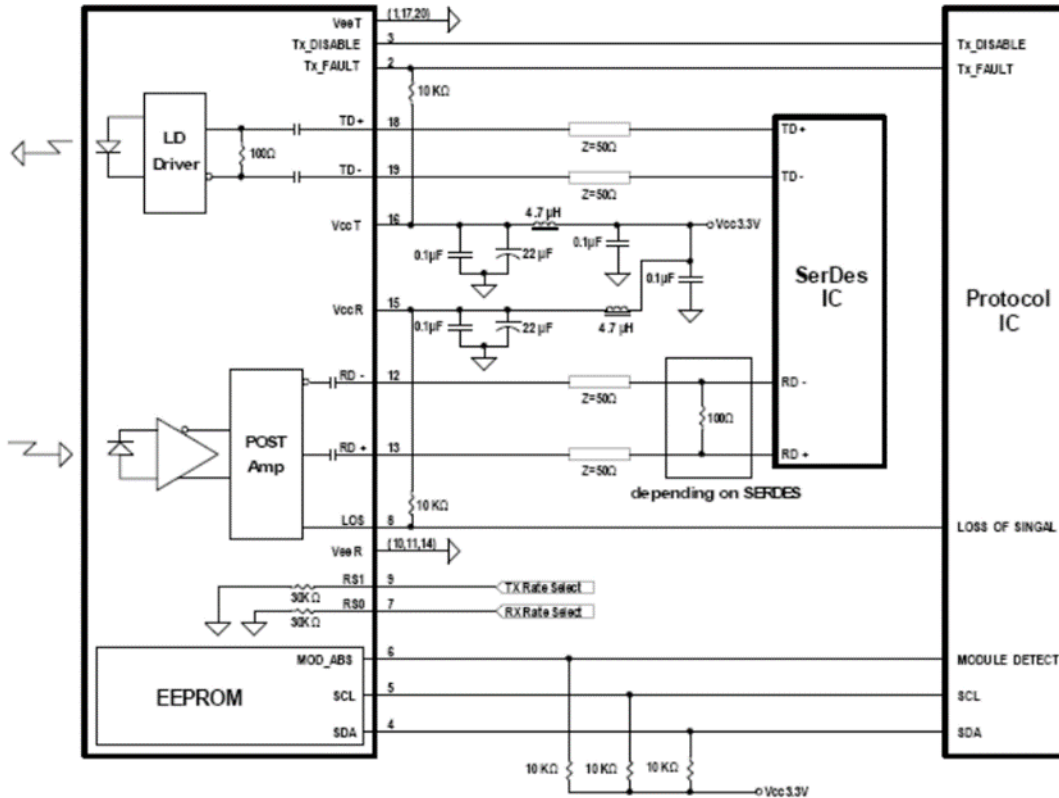 VeeT (1,17,20)
Tx_DISABLE 3 Tx_DISABLE
Tx_FAULT 2 Tx_FAULT
10 KΩ
LD
Driver
100Ω
TD+ 18 Z=50Ω TD+
TD- 19 Z=50Ω TD-
VccT 16 4.7 µH Vcc3.3V
0.1µF 22 µF 0.1µF
0.1µF
SerDes
IC
Protocol
IC
VccR 15
0.1µF 22 µF 4.7 µH
RD - 12 Z=50Ω RD -
POST
Amp
100Ω
RD + 13 Z=50Ω RD +
depending on SERDES
10 KΩ
LOS 8 LOSS OF SINGAL
VeeR (10,11,14)
RS1 9 TX Rate Select
30KΩ
RS0 7 RX Rate Select
30KΩ
MOD_ABS 6 MODULE DETECT
EEPROM
SCL 5 SCL
SDA 4 SDA
10 KΩ 10 KΩ 10 KΩ
Vcc3.3V